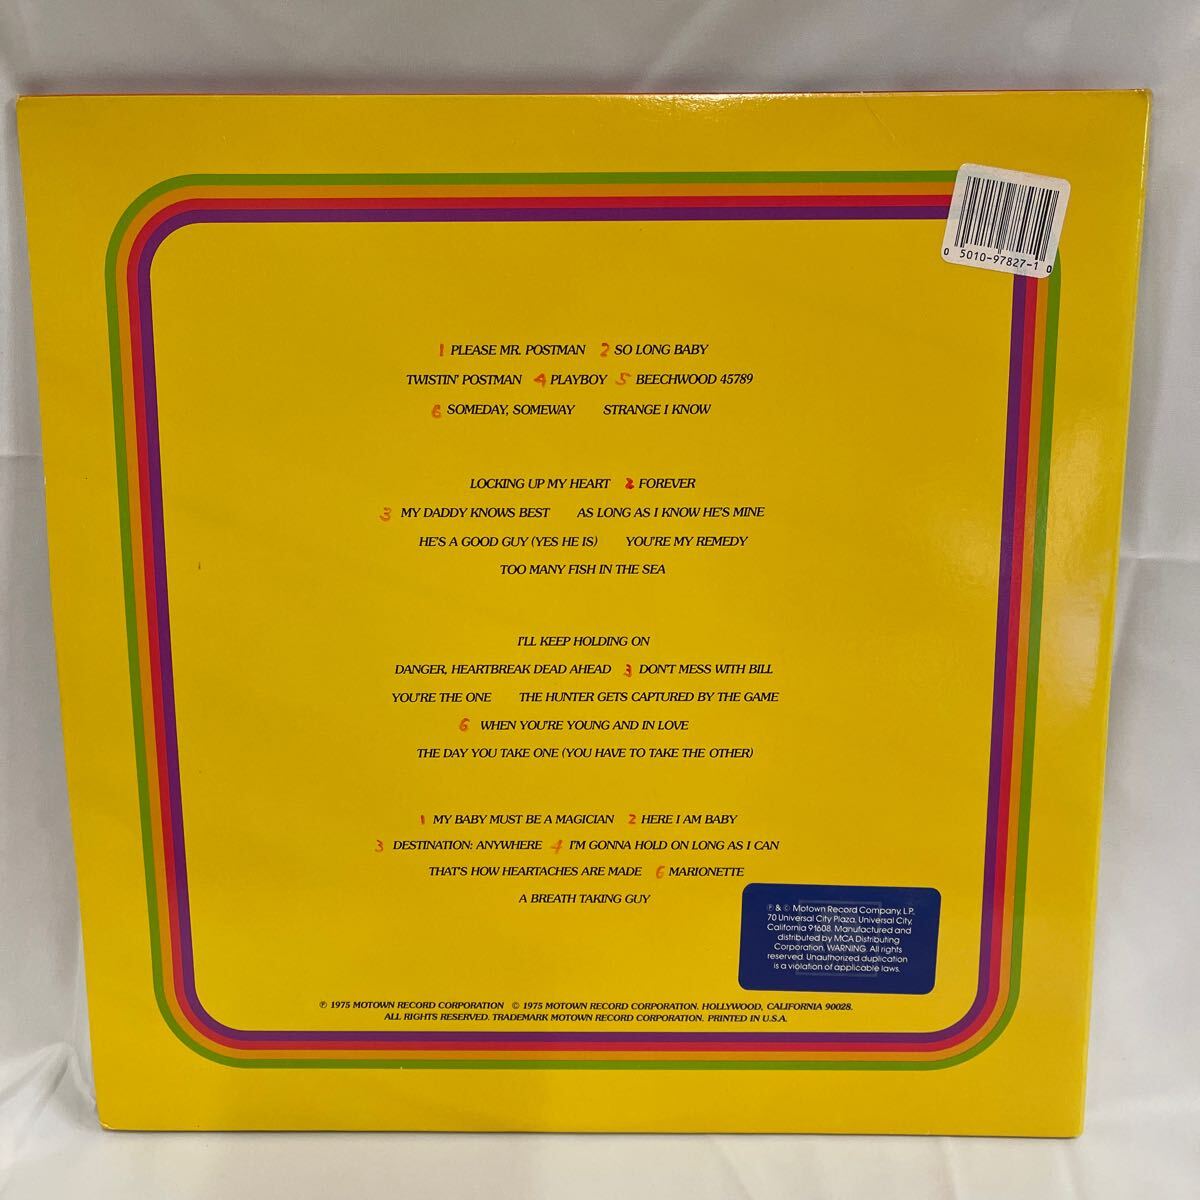 0 5010-97827-1 0
1 PLEASE MR. POSTMAN 2 SO LONG BABY
TWISTIN' POSTMAN 4 PLAYBOY 5 BEECHWOOD 45789
6 SOMEDAY, SOMEWAY STRANGE I KNOW
LOCKING UP MY HEART 2 FOREVER
3 MY DADDY KNOWS BEST AS LONG AS I KNOW HE'S MINE
HE'S A GOOD GUY (YES HE IS) YOU'RE MY REMEDY
TOO MANY FISH IN THE SEA
I'LL KEEP HOLDING ON
DANGER, HEARTBREAK DEAD AHEAD 3 DON'T MESS WITH BILL
YOU'RE THE ONE THE HUNTER GETS CAPTURED BY THE GAME
6 WHEN YOU'RE YOUNG AND IN LOVE
THE DAY YOU TAKE ONE (YOU HAVE TO TAKE THE OTHER)
1 MY BABY MUST BE A MAGICIAN 2 HERE I AM BABY
3 DESTINATION: ANYWHERE 4 I'M GONNA HOLD ON LONG AS I CAN
THAT'S HOW HEARTACHES ARE MADE 6 MARIONETTE
A BREATH TAKING GUY
℗ & © Motown Record Company, L.P.,
70 Universal City Plaza, Universal City,
California 91608. Manufactured and
distributed by MCA Distributing
Corporation. WARNING: All rights
reserved. Unauthorized duplication
is a violation of applicable laws.
℗ 1975 MOTOWN RECORD CORPORATION © 1975 MOTOWN RECORD CORPORATION. HOLLYWOOD, CALIFORNIA 90028.
ALL RIGHTS RESERVED. TRADEMARK MOTOWN RECORD CORPORATION. PRINTED IN U.S.A.